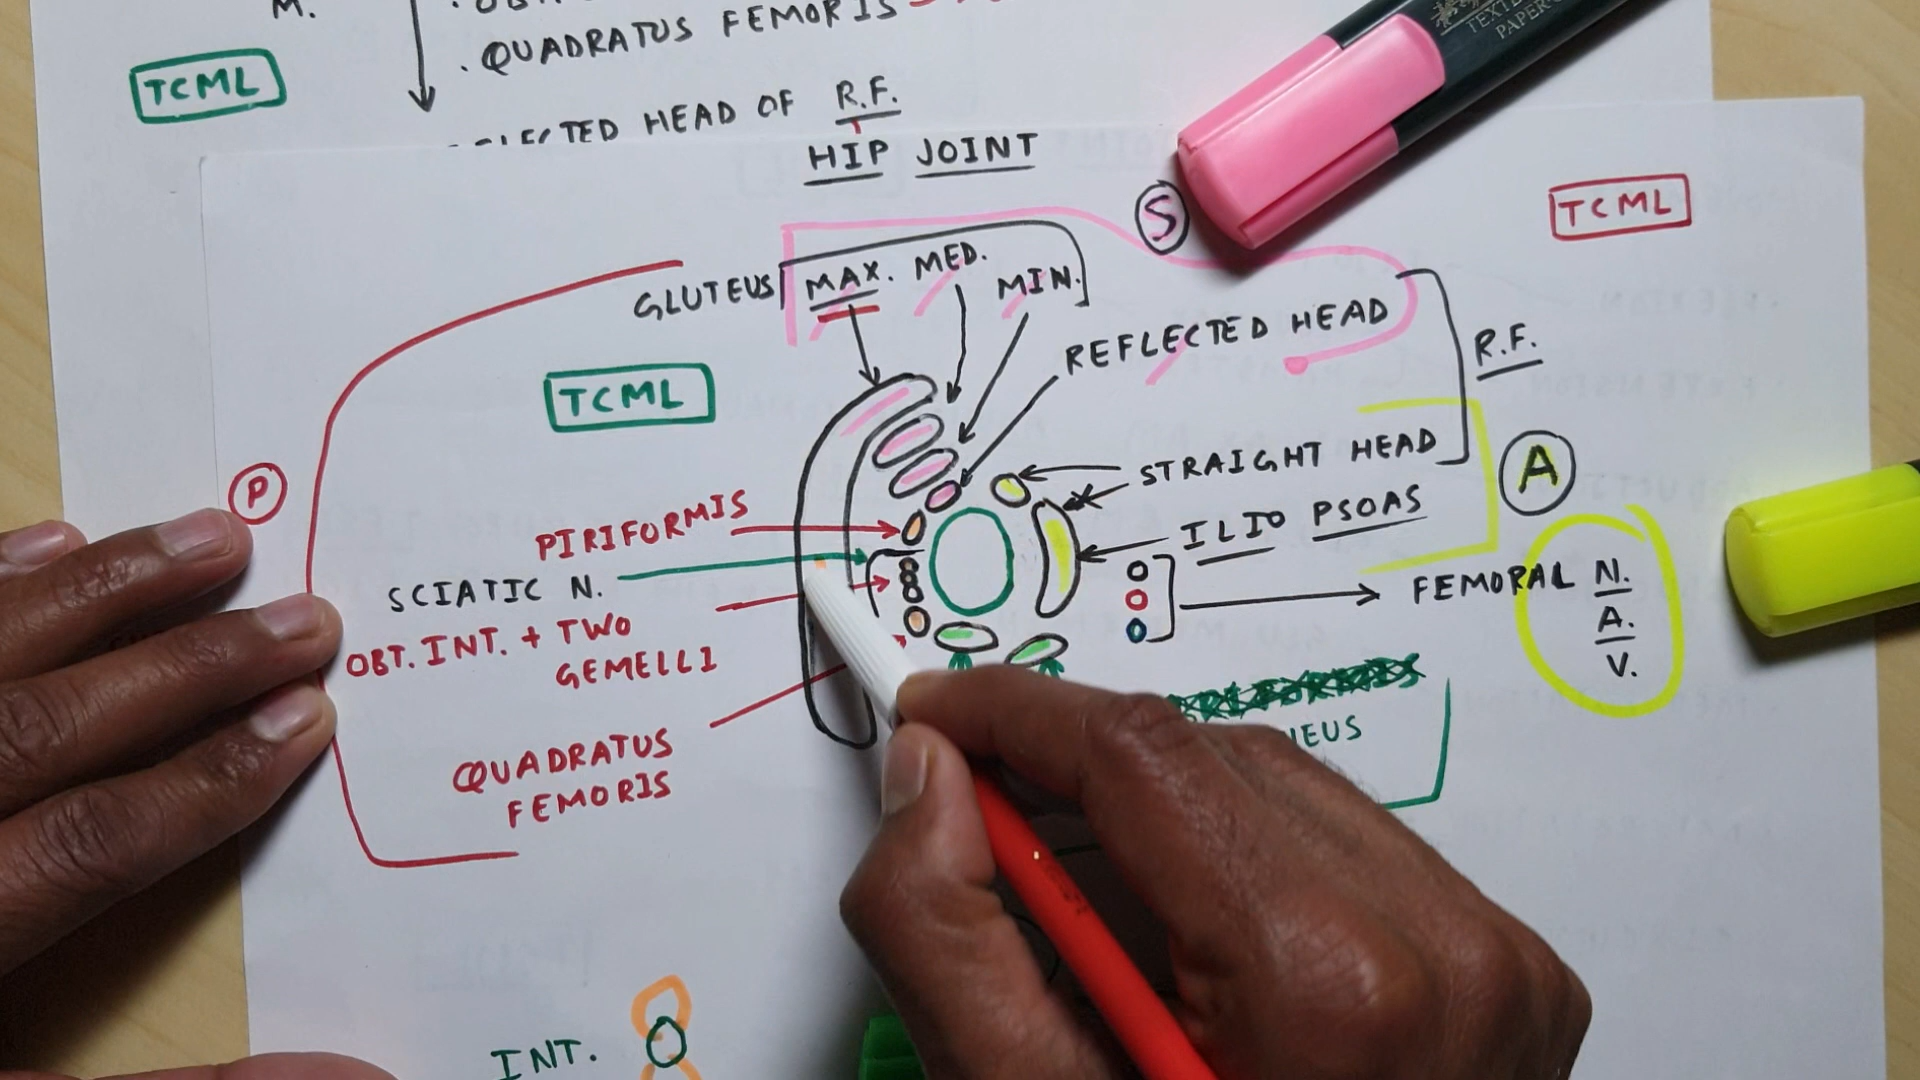 M.
QUADRATUS FEMORIS
TCML
HEAD OF R.F.
HIP JOINT
TCML
S
GLUTEUS MAX. MED. MIN.
REFLECTED HEAD
R.F.
TCML
STRAIGHT HEAD
A
P
PIRIFORMIS
ILIO PSOAS
SCIATIC N.
FEMORAL N.
A.
V.
OBT. INT. + TWO
GEMELLI
QUADRATUS
FEMORIS
INT.